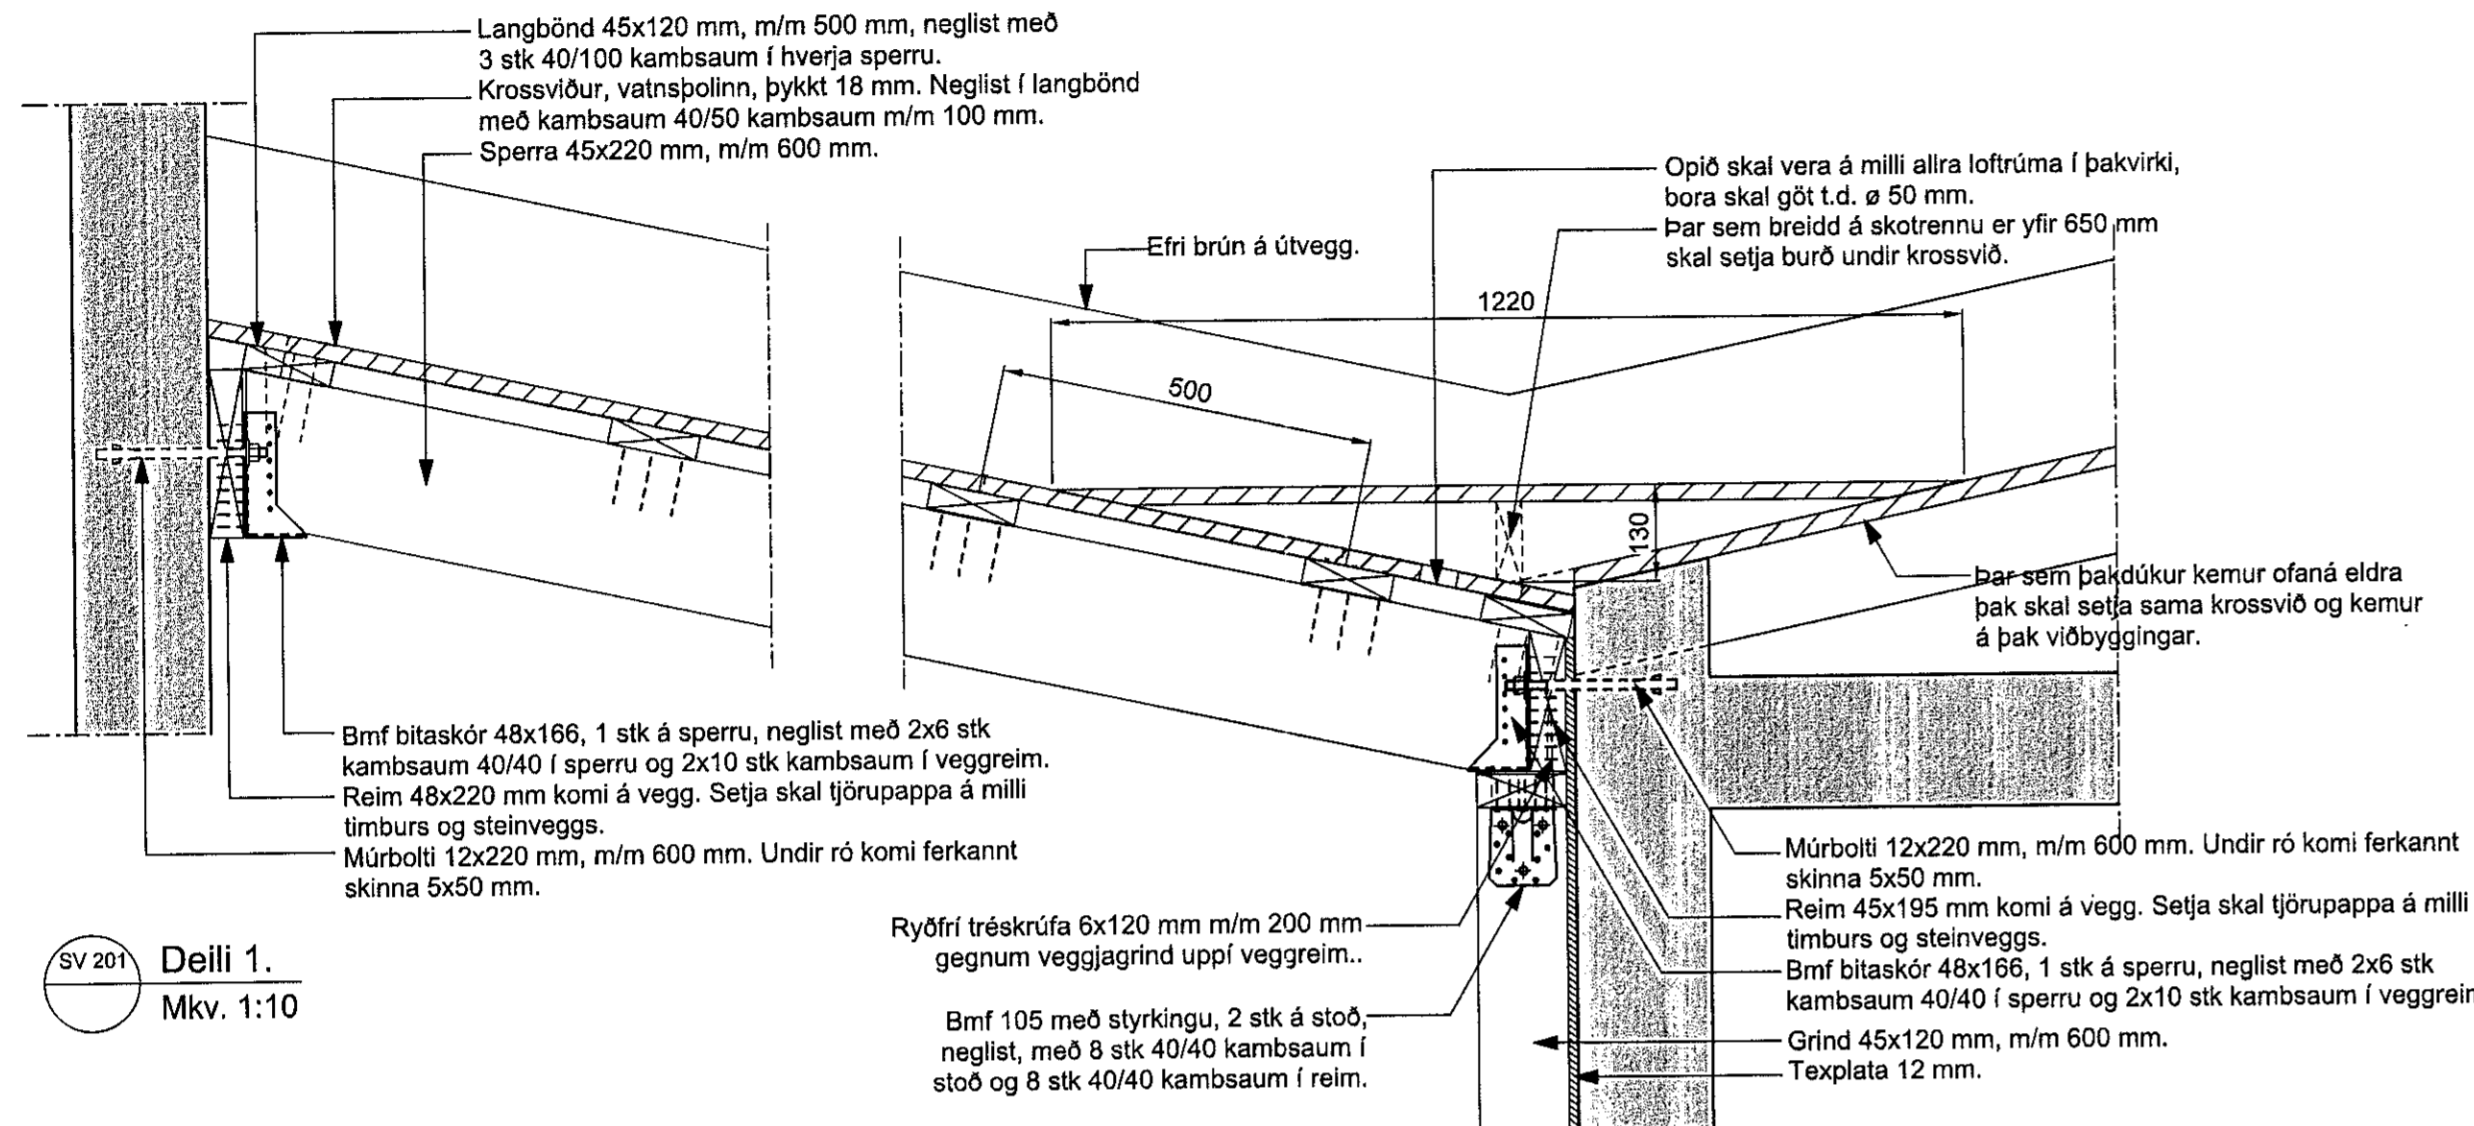 Langbönd 45x120 mm, m/m 500 mm, neglist með
3 stk 40/100 kambsaum í hverja sperru.
Krossviður, vatnsþolinn, þykkt 18 mm. Neglist í langbönd
með kambsaum 40/50 kambsaum m/m 100 mm.
Sperra 45x220 mm, m/m 600 mm.
Opið skal vera á milli allra loftrúma í þakvirki,
bora skal göt t.d. ø 50 mm.
Þar sem breidd á skotrennu er yfir 650 mm
skal setja burð undir krossvið.
Efri brún á útvegg.
1220
500
130
Þar sem þakdúkur kemur ofaná eldra
þak skal setja sama krossvið og kemur
á þak viðbyggingar.
Bmf bitaskór 48x166, 1 stk á sperru, neglist með 2x6 stk
kambsaum 40/40 í sperru og 2x10 stk kambsaum í veggreim.
Reim 48x220 mm komi á vegg. Setja skal tjörupappa á milli
timburs og steinveggs.
Múrbolti 12x220 mm, m/m 600 mm. Undir ró komi ferkannt
skinna 5x50 mm.
Múrbolti 12x220 mm, m/m 600 mm. Undir ró komi ferkannt
skinna 5x50 mm.
Reim 45x195 mm komi á vegg. Setja skal tjörupappa á milli
timburs og steinveggs.
Bmf bitaskór 48x166, 1 stk á sperru, neglist með 2x6 stk
kambsaum 40/40 í sperru og 2x10 stk kambsaum í veggreim
Grind 45x120 mm, m/m 600 mm.
Texplata 12 mm.
Ryðfrí tréskrúfa 6x120 mm m/m 200 mm
gegnum veggjagrind uppí veggreim..
Bmf 105 með styrkingu, 2 stk á stoð,
neglist, með 8 stk 40/40 kambsaum í
stoð og 8 stk 40/40 kambsaum í reim.
SV 201
Deili 1.
Mkv. 1:10